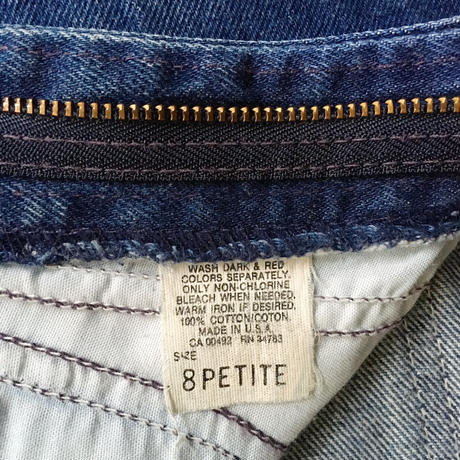 WASH DARK & RED
COLORS SEPARATELY.
ONLY NON-CHLORINE
BLEACH WHEN NEEDED.
WARM IRON IF DESIRED.
100% COTTON/COTON.
MADE IN U.S.A.
CA 00492 RN 34783
SIZE
8 PETITE